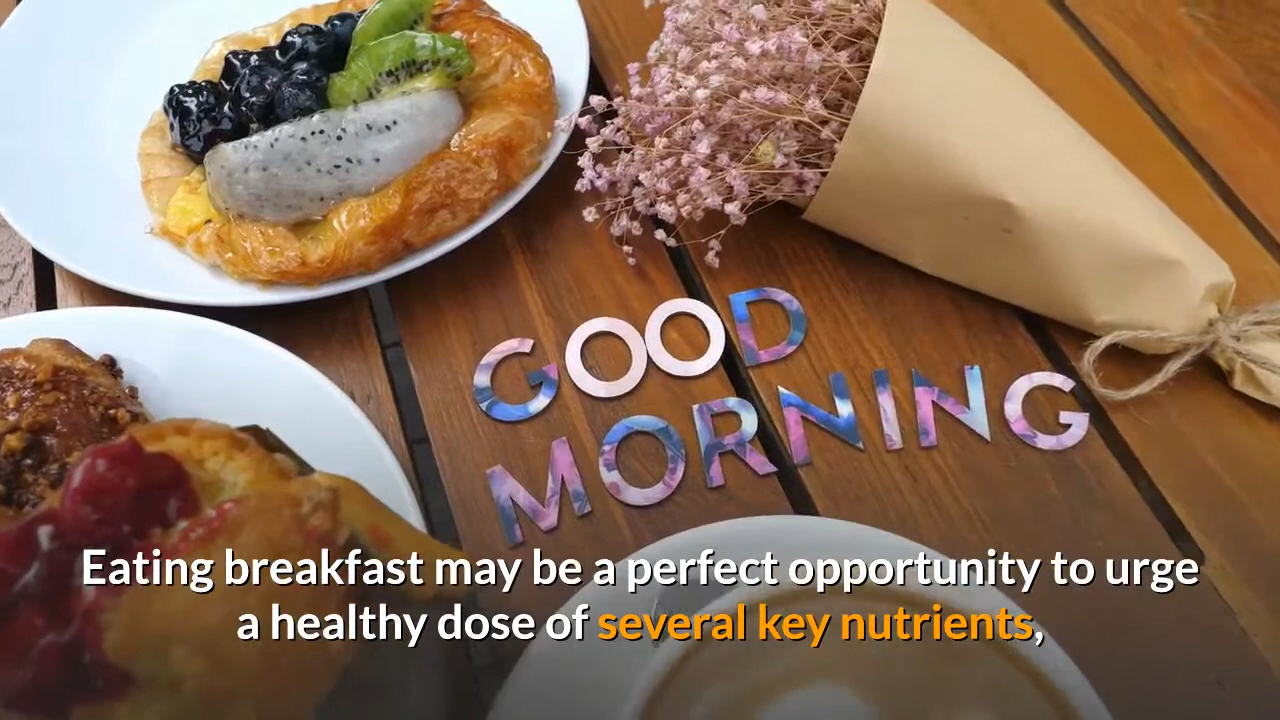 GOOD
MORNING
Eating breakfast may be a perfect opportunity to urge
a healthy dose of several key nutrients,